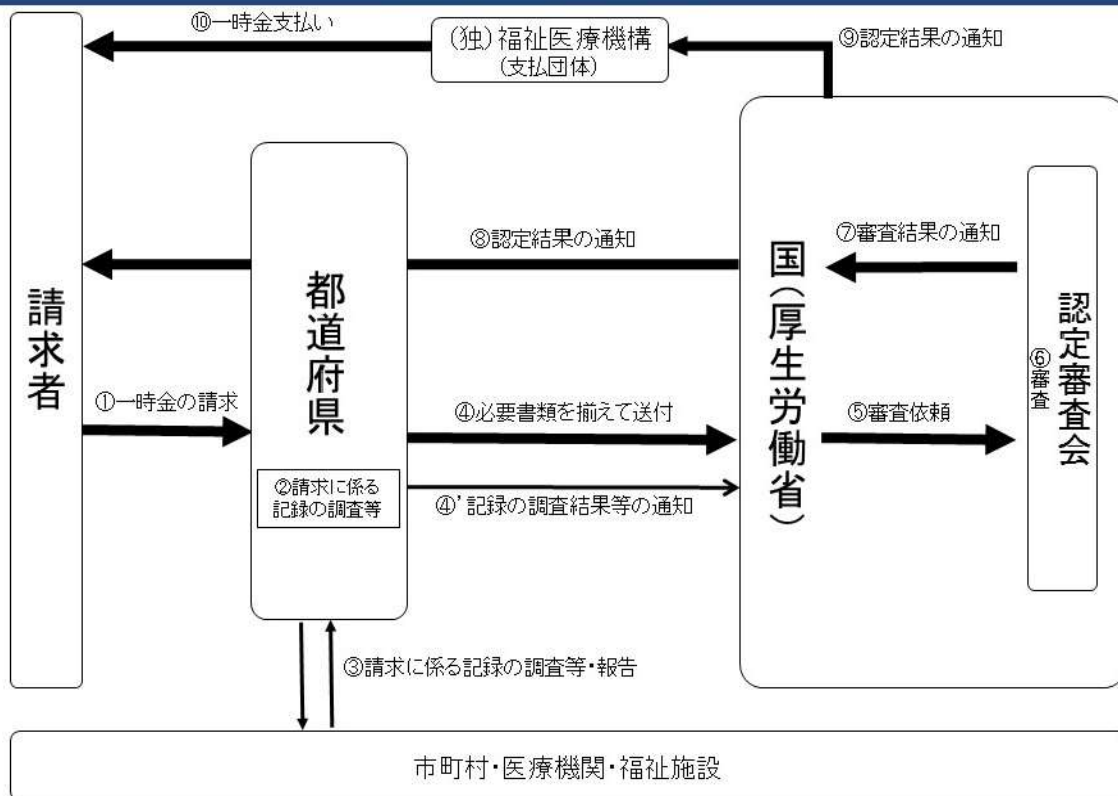 ⑩一時金支払い
(独)福祉医療機構
(支払団体)
⑨認定結果の通知
請求者
都道府県
国(厚生労働省)
認定審査会
⑧認定結果の通知
⑦審査結果の通知
⑥審査
①一時金の請求
④必要書類を揃えて送付
⑤審査依頼
②請求に係る
記録の調査等
④’記録の調査結果等の通知
③請求に係る記録の調査等・報告
市町村・医療機関・福祉施設